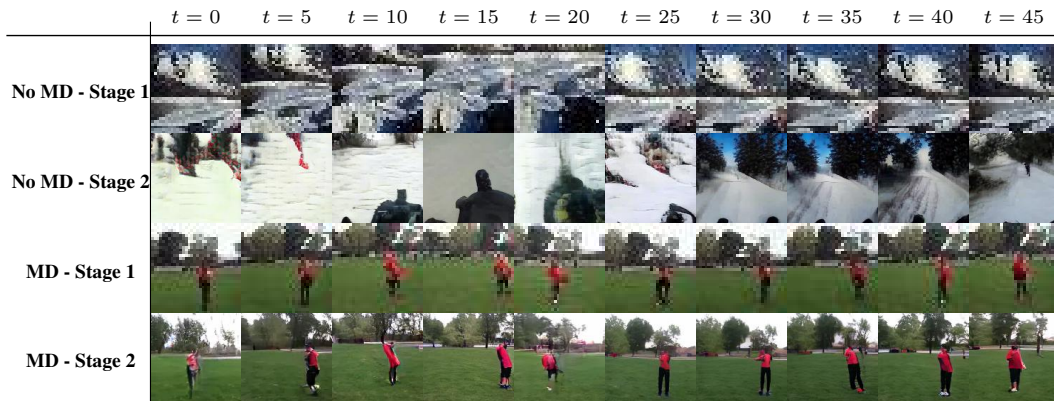 t = 0 t = 5 t = 10 t = 15 t = 20 t = 25 t = 30 t = 35 t = 40 t = 45
No MD - Stage 1
No MD - Stage 2
MD - Stage 1
MD - Stage 2